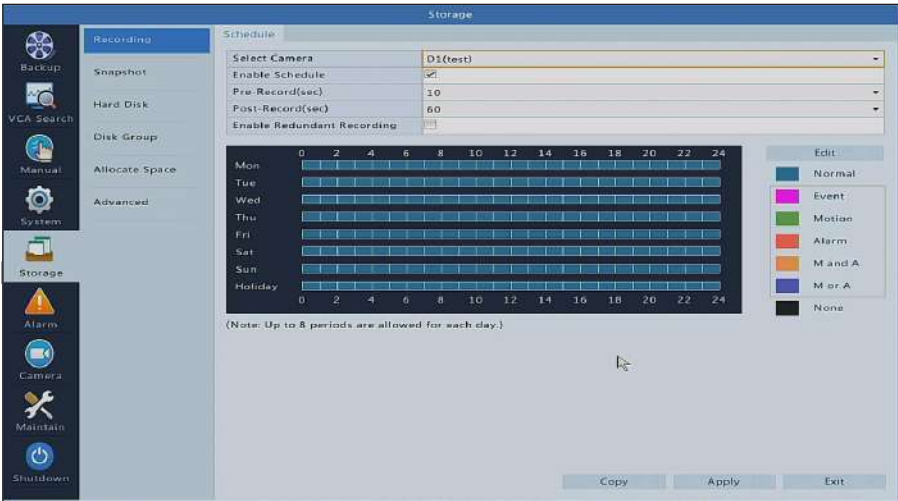 Storage
Backup
VCA Search
Manual
System
Storage
Alarm
Camera
Maintain
Shutdown
Recording
Snapshot
Hard Disk
Disk Group
Allocate Space
Advanced
Schedule
Select Camera D1(test)
Enable Schedule
Pre-Record(sec) 10
Post-Record(sec) 60
Enable Redundant Recording
0 2 4 6 8 10 12 14 16 18 20 22 24
Mon
Tue
Wed
Thu
Fri
Sat
Sun
Holiday
0 2 4 6 8 10 12 14 16 18 20 22 24
Edit
Normal
Event
Motion
Alarm
M and A
M or A
None
(Note: Up to 8 periods are allowed for each day.)
Copy Apply Exit